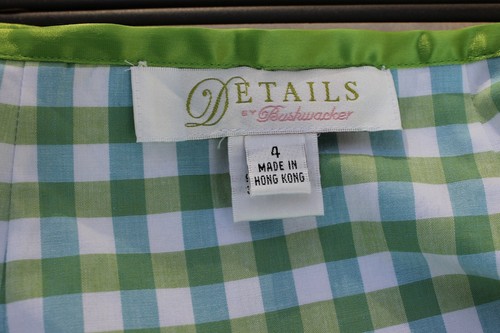 DETAILS
BY Bushwacker
4
MADE IN
HONG KONG